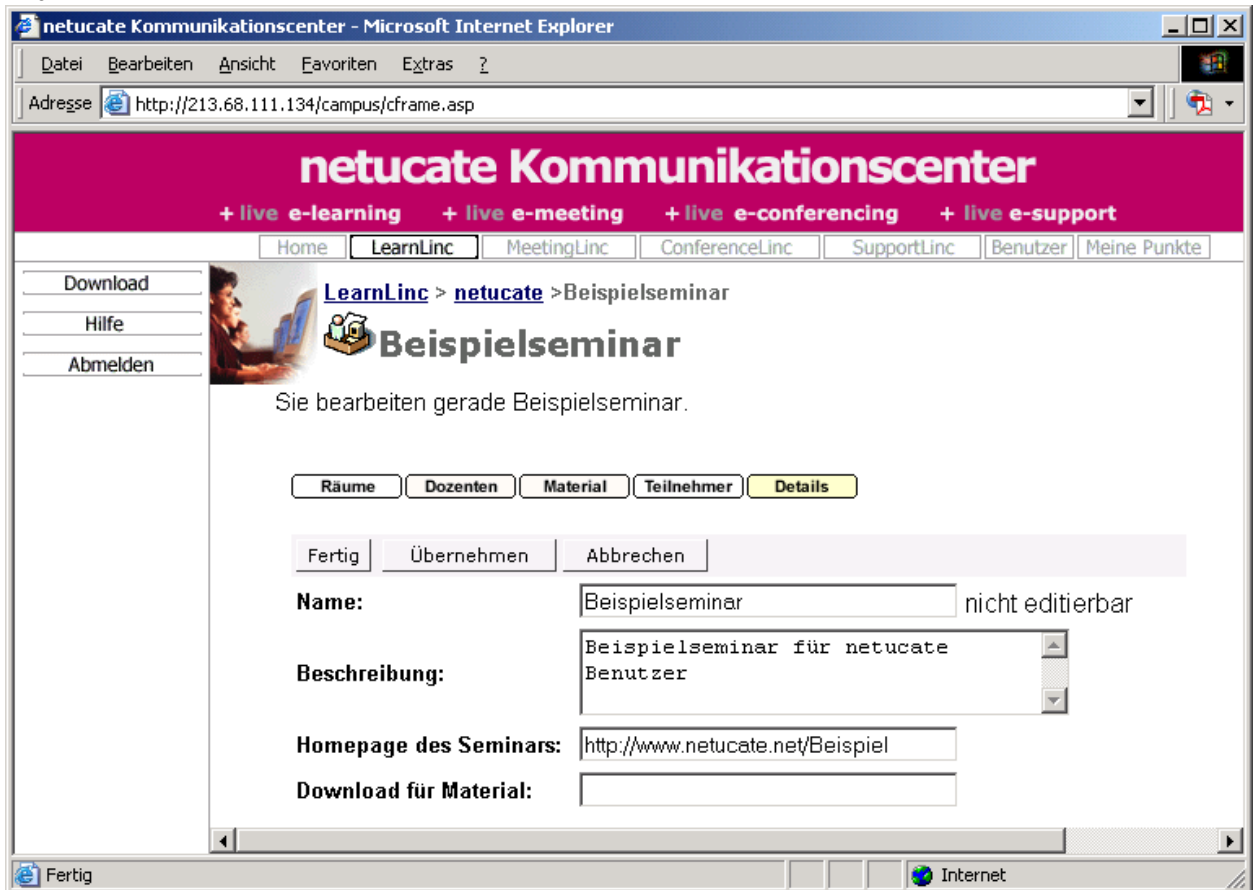 netucate Kommunikationscenter - Microsoft Internet Explorer
Datei Bearbeiten Ansicht Favoriten Extras ?
Adresse http://213.68.111.134/campus/cframe.asp
netucate Kommunikationscenter
+ live e-learning + live e-meeting + live e-conferencing + live e-support
Home LearnLinc MeetingLinc ConferenceLinc SupportLinc Benutzer Meine Punkte
Download
Hilfe
Abmelden
LearnLinc > netucate >Beispielseminar
Beispielseminar
Sie bearbeiten gerade Beispielseminar.
Räume Dozenten Material Teilnehmer Details
Fertig Übernehmen Abbrechen
Name: Beispielseminar nicht editierbar
Beschreibung: Beispielseminar für netucate
Benutzer
Homepage des Seminars: http://www.netucate.net/Beispiel
Download für Material:
Fertig Internet